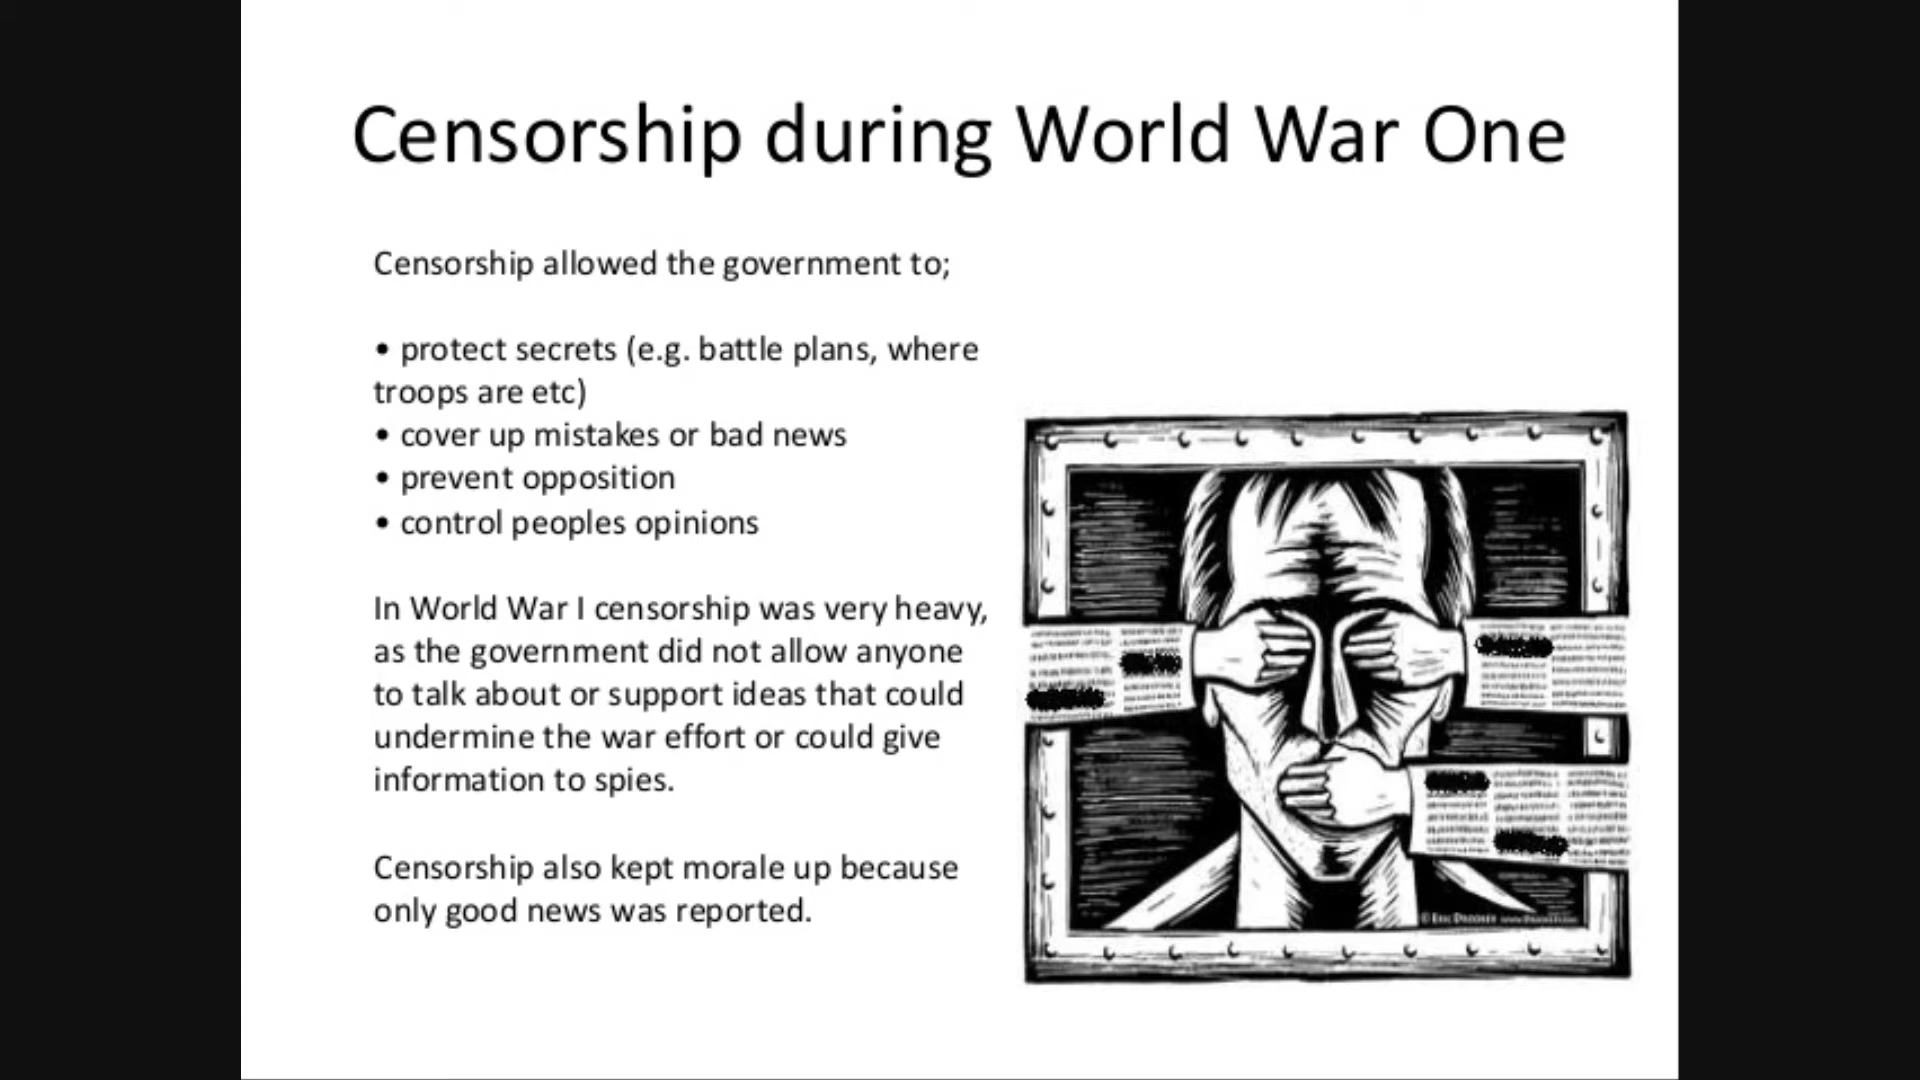 Censorship during World War One
Censorship allowed the government to;
• protect secrets (e.g. battle plans, where
troops are etc)
• cover up mistakes or bad news
• prevent opposition
• control peoples opinions
In World War I censorship was very heavy,
as the government did not allow anyone
to talk about or support ideas that could
undermine the war effort or could give
information to spies.
Censorship also kept morale up because
only good news was reported.
© ERIC DROOKER